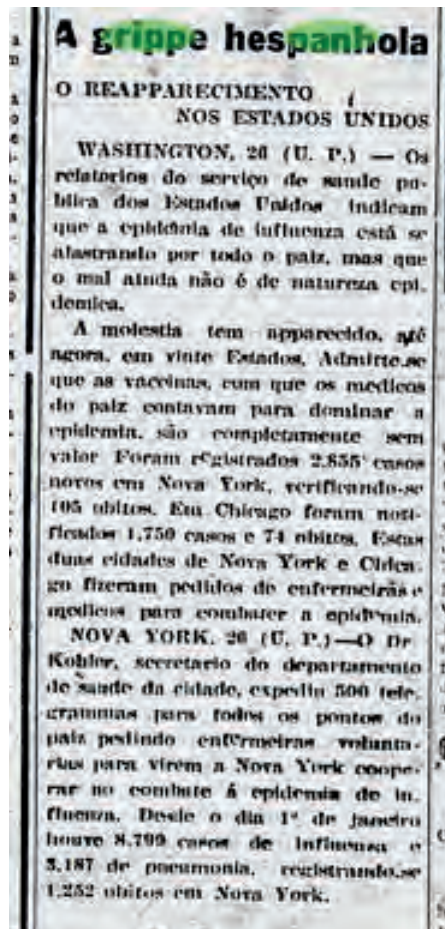 A grippe hespanhola
O REAPPARECIMENTO
NOS ESTADOS UNIDOS
WASHINGTON, 26 (U. P.) — Os
relatorios do serviço de saude pu-
blica dos Estados Unidos indicam
que a epidemia de influenza está se
alastrando por todo o paiz, mas que
o mal ainda não é de natureza epi-
demica.
A molestia tem apparecido, até
agora, em vinte Estados. Admitte-se
que as vaccinas, com que os medicos
do paiz contavam para dominar a
epidemia, são completamente sem
valor Foram registrados 2.855 casos
novos em Nova York, verificando-se
105 obitos. Em Chicago foram noti-
ficados 1.750 casos e 74 obitos. Estas
duas cidades de Nova York e Chica-
go fizeram pedidos de enfermeiras e
medicos para combater a epidemia.
NOVA YORK, 26 (U. P.)—O Dr
Kohler, secretario do departamento
de saude da cidade, expediu 500 tele-
grammas para todos os pontos do
paiz pedindo enfermeiras volunta-
rias para virem a Nova York coope-
rar no combate á epidemia de in-
fluenza. Desde o dia 1º de janeiro
houve 8.799 casos de influenza e
3.187 de pneumonia, registrando-se
1.252 obitos em Nova York.